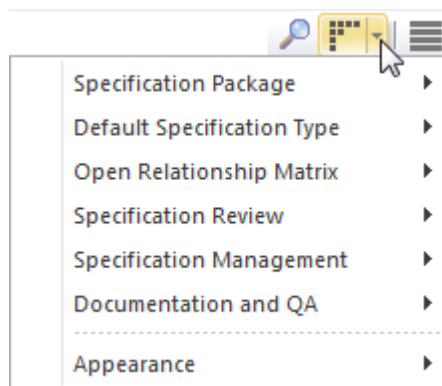 Specification Package
Default Specification Type
Open Relationship Matrix
Specification Review
Specification Management
Documentation and QA
Appearance